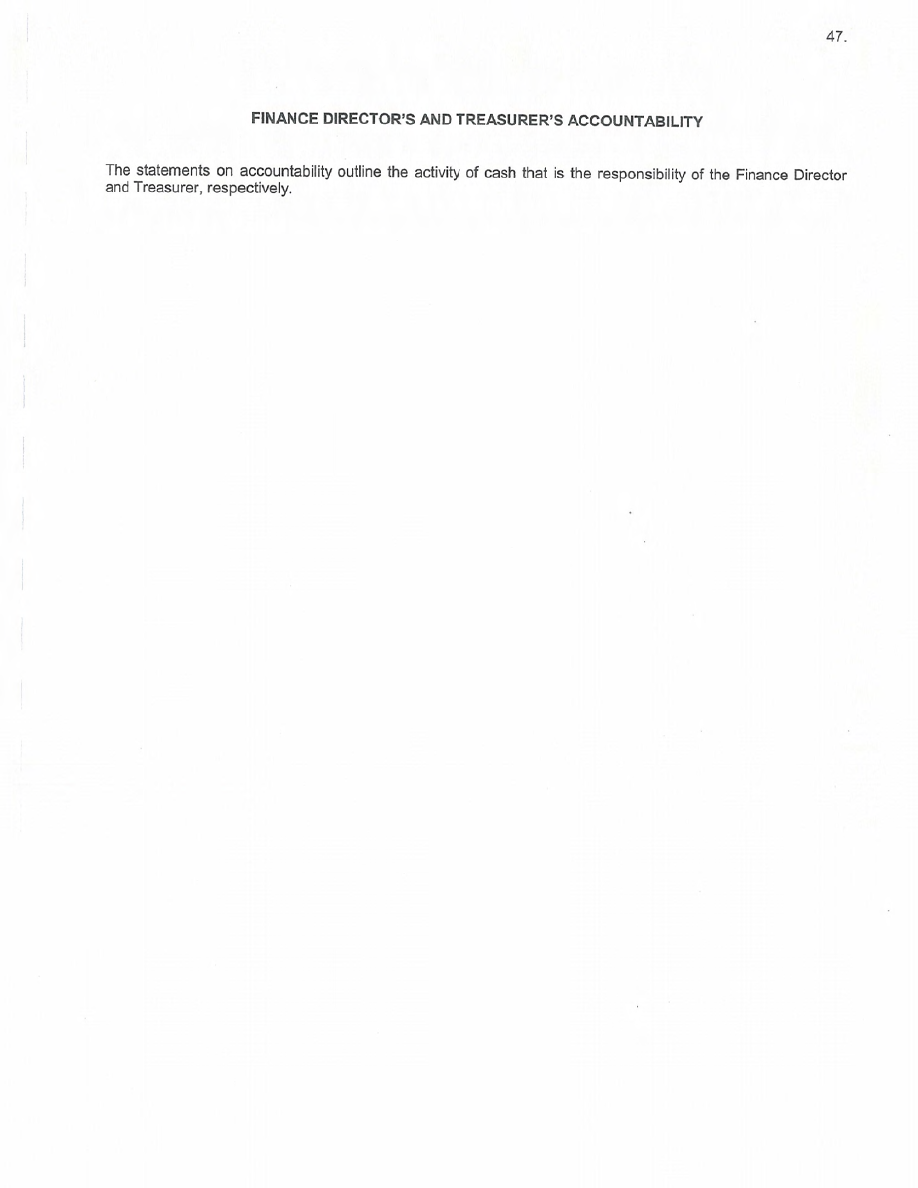 47.
FINANCE DIRECTOR'S AND TREASURER'S ACCOUNTABILITY
The statements on accountability outline the activity of cash that is the responsibility of the Finance Director
and Treasurer, respectively.